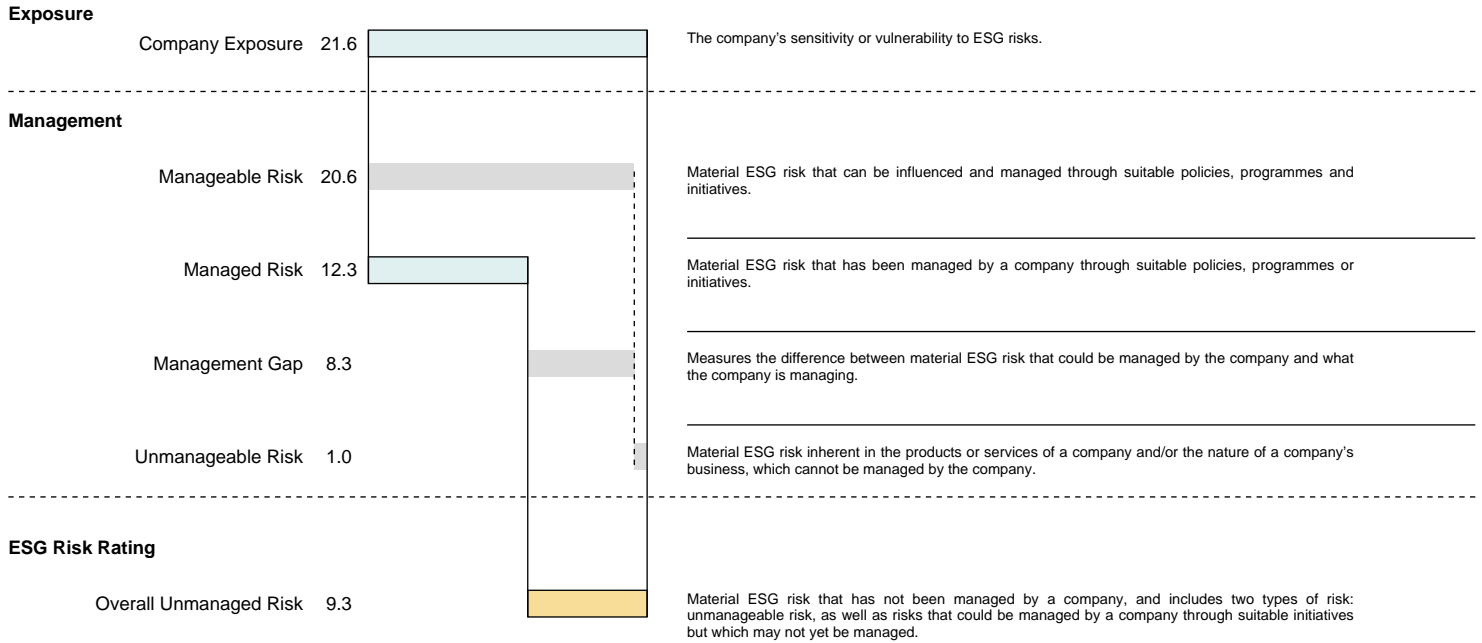 Exposure
Company Exposure 21.6
The company’s sensitivity or vulnerability to ESG risks.
Management
Manageable Risk 20.6
Material ESG risk that can be influenced and managed through suitable policies, programmes and
initiatives.
Managed Risk 12.3
Material ESG risk that has been managed by a company through suitable policies, programmes or
initiatives.
Management Gap 8.3
Measures the difference between material ESG risk that could be managed by the company and what
the company is managing.
Unmanageable Risk 1.0
Material ESG risk inherent in the products or services of a company and/or the nature of a company’s
business, which cannot be managed by the company.
ESG Risk Rating
Overall Unmanaged Risk 9.3
Material ESG risk that has not been managed by a company, and includes two types of risk:
unmanageable risk, as well as risks that could be managed by a company through suitable initiatives
but which may not yet be managed.